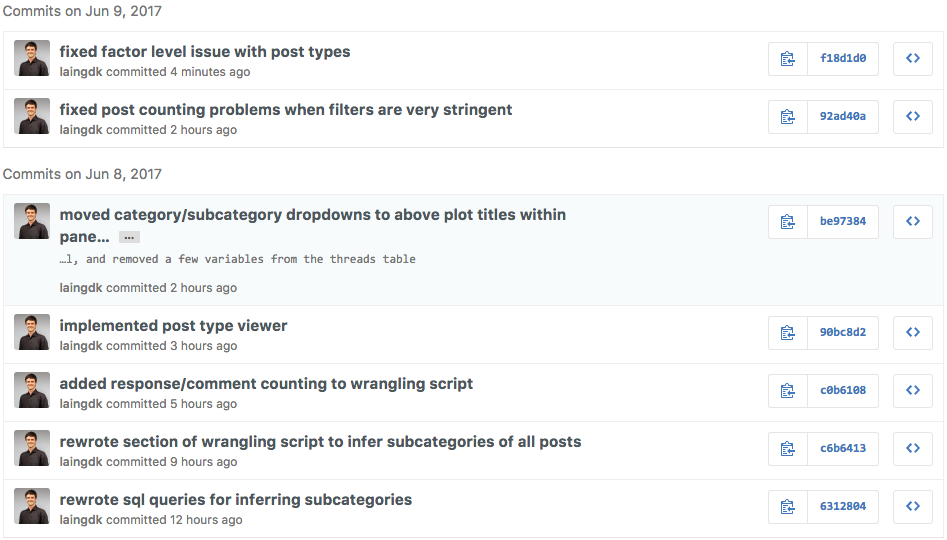 Commits on Jun 9, 2017
fixed factor level issue with post types
laingdk committed 4 minutes ago
f18d1d0
fixed post counting problems when filters are very stringent
laingdk committed 2 hours ago
92ad40a
Commits on Jun 8, 2017
moved category/subcategory dropdowns to above plot titles within
pane… …
…l, and removed a few variables from the threads table
laingdk committed 2 hours ago
be97384
implemented post type viewer
laingdk committed 3 hours ago
90bc8d2
added response/comment counting to wrangling script
laingdk committed 5 hours ago
c0b6108
rewrote section of wrangling script to infer subcategories of all posts
laingdk committed 9 hours ago
c6b6413
rewrote sql queries for inferring subcategories
laingdk committed 12 hours ago
6312804